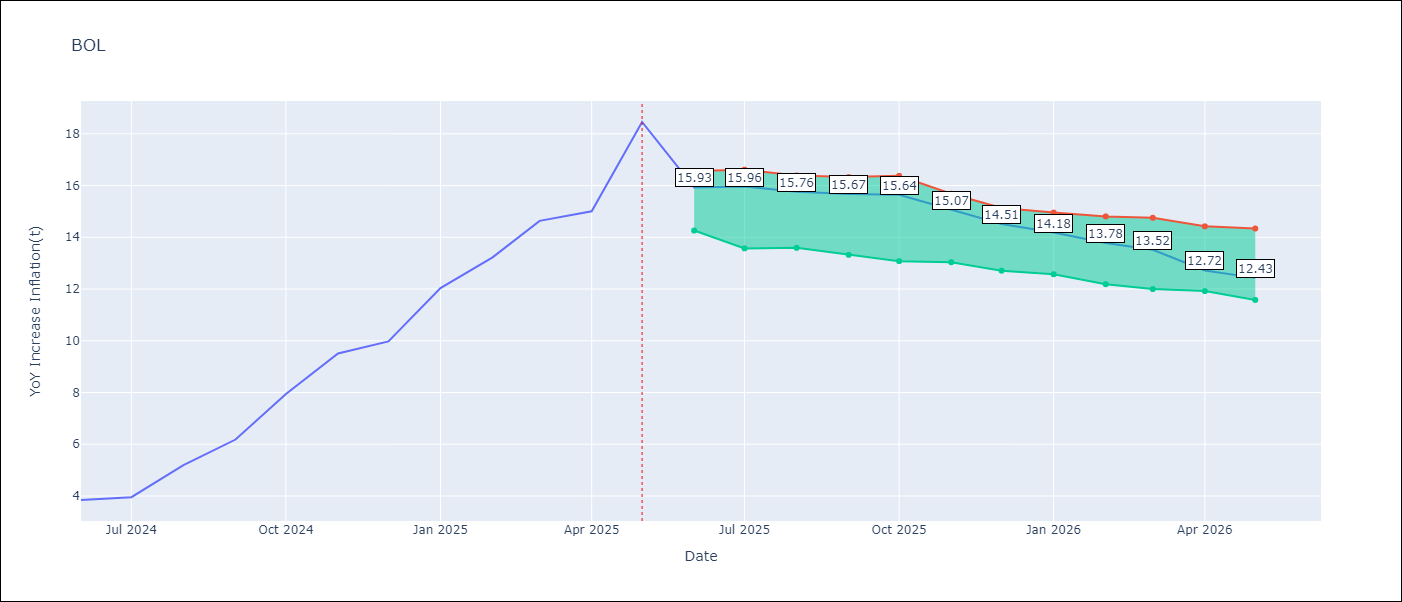 BOL
YoY Increase Inflation(t)
18
16
14
12
10
8
6
4
15.93
15.96
15.76
15.67
15.64
15.07
14.51
14.18
13.78
13.52
12.72
12.43
Jul 2024
Oct 2024
Jan 2025
Apr 2025
Jul 2025
Oct 2025
Jan 2026
Apr 2026
Date